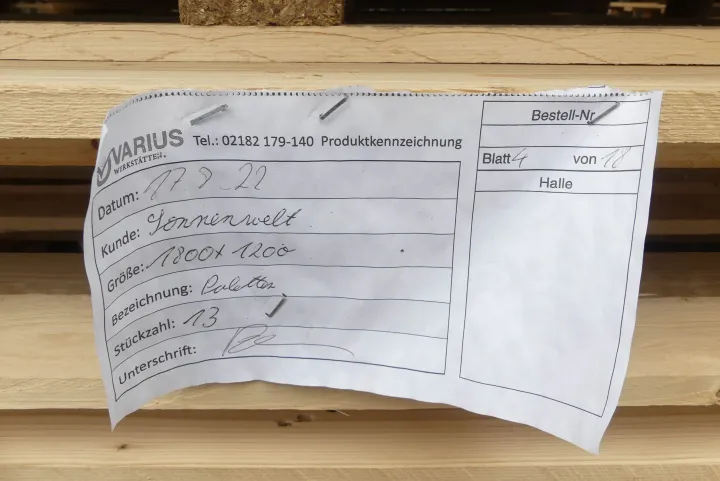 VARIUS
WERKSTÄTTEN.
Tel.: 02182 179-140 Produktkennzeichnung
Datum: 17.8.22
Kunde: Sonnenwelt
Größe: 1800x1200
Bezeichnung: Paletten
Stückzahl: 13
Unterschrift:
Bestell-Nr
Blatt 4 von 18
Halle